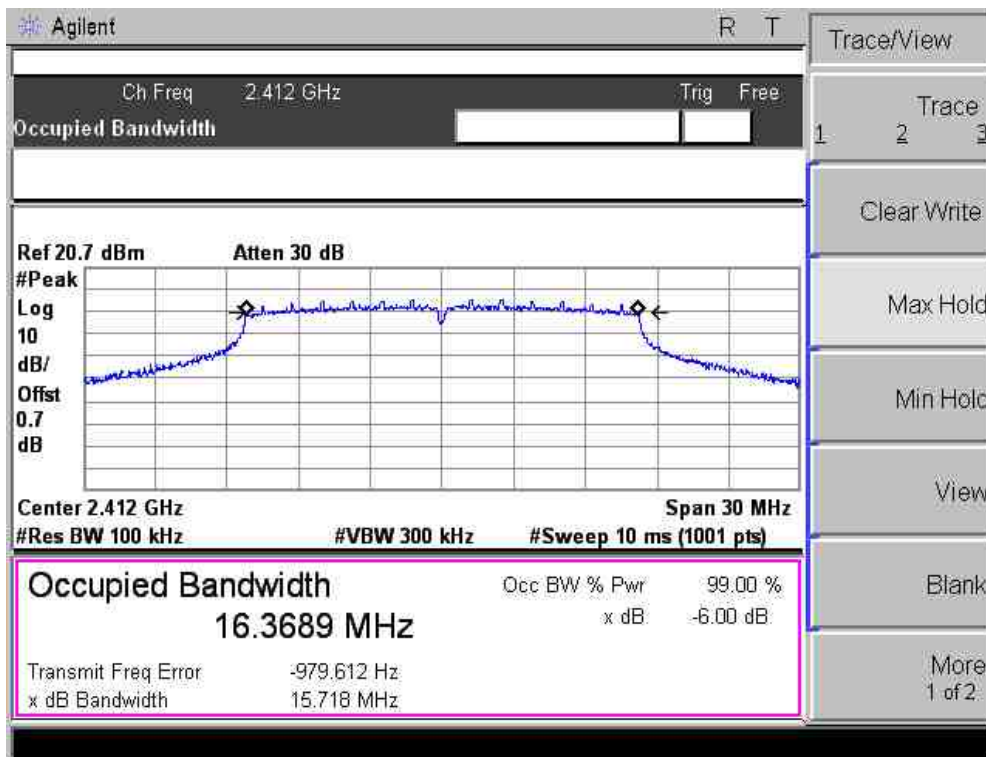 Agilent R T
Ch Freq 2.412 GHz Trig Free
Occupied Bandwidth
Ref 20.7 dBm Atten 30 dB
#Peak
Log
10
dB/
Offst
0.7
dB
Center 2.412 GHz Span 30 MHz
#Res BW 100 kHz #VBW 300 kHz #Sweep 10 ms (1001 pts)
Occupied Bandwidth
16.3689 MHz
Occ BW % Pwr 99.00 %
x dB -6.00 dB
Transmit Freq Error -979.612 Hz
x dB Bandwidth 15.718 MHz
Trace/View
Trace
1 2 3
Clear Write
Max Hold
Min Hold
View
Blank
More
1 of 2